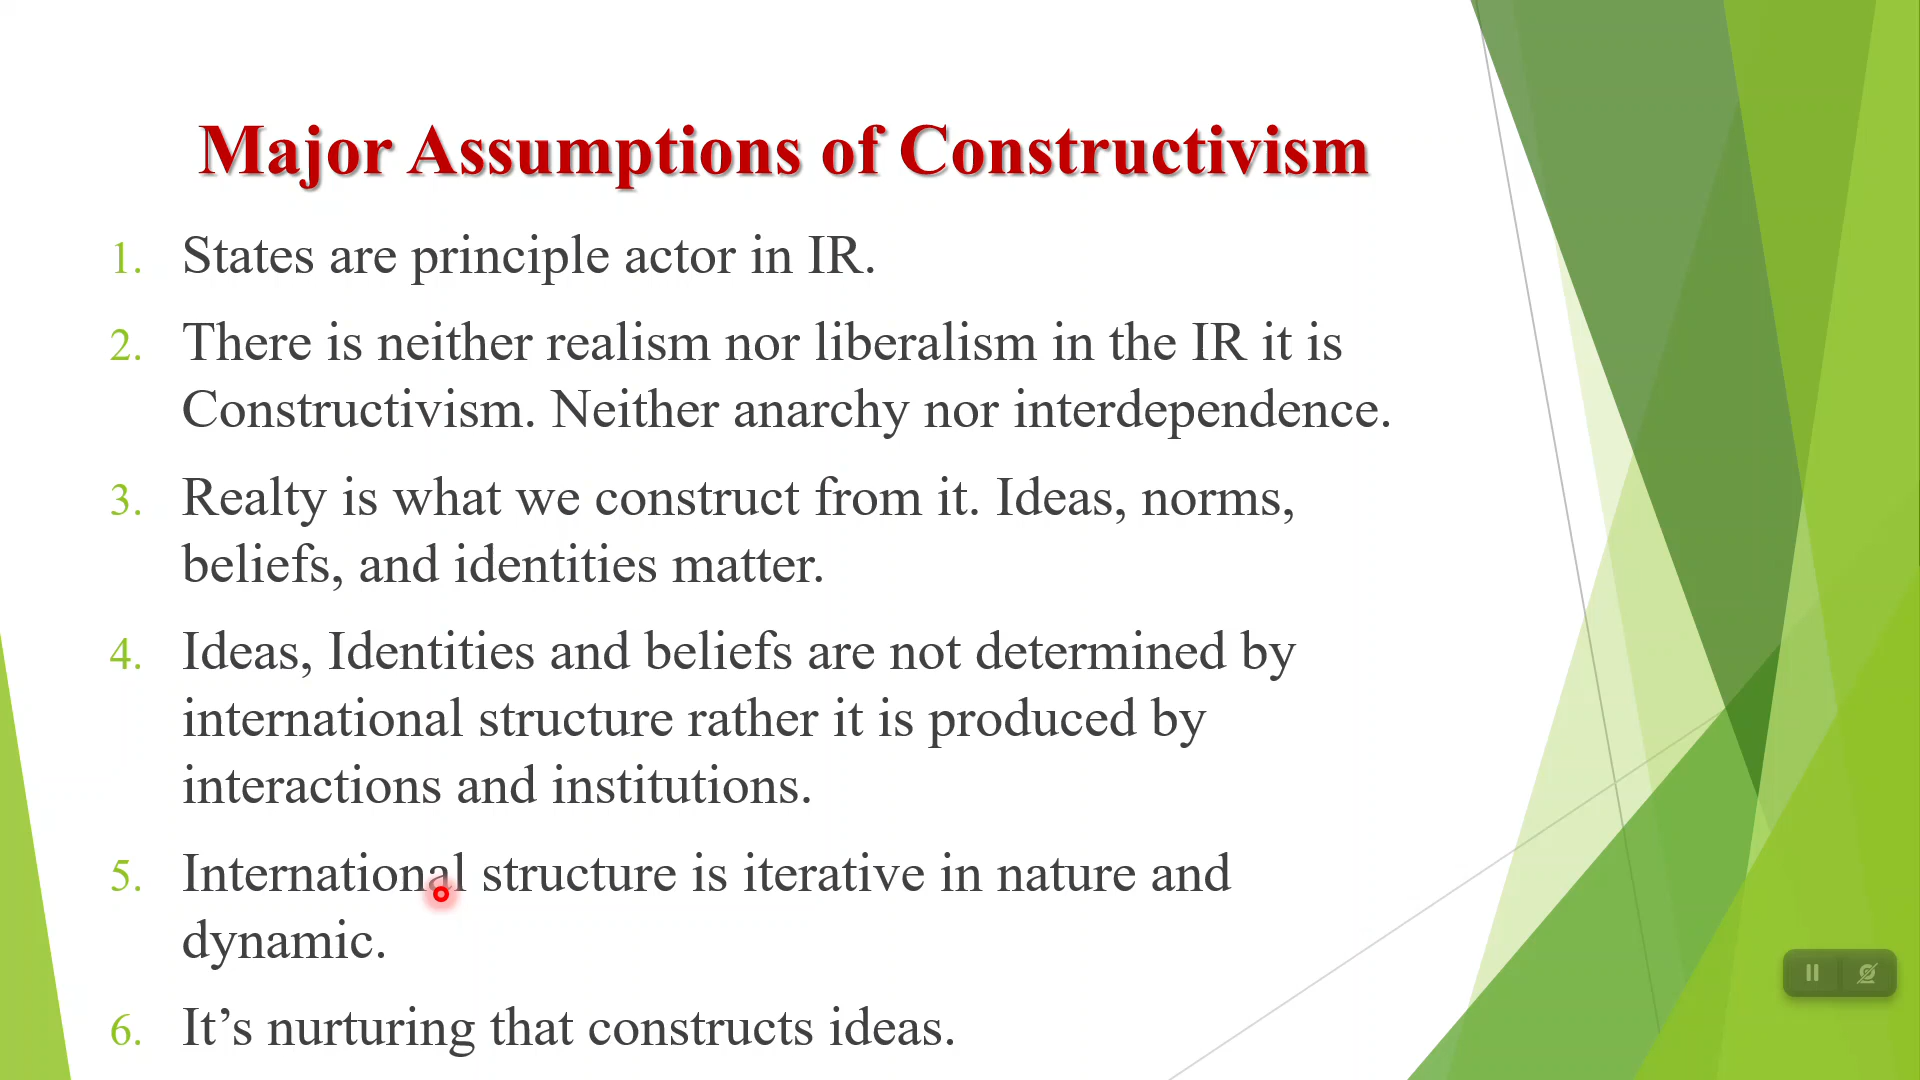 Major Assumptions of Constructivism
1. States are principle actor in IR.
2. There is neither realism nor liberalism in the IR it is
Constructivism. Neither anarchy nor interdependence.
3. Realty is what we construct from it. Ideas, norms,
beliefs, and identities matter.
4. Ideas, Identities and beliefs are not determined by
international structure rather it is produced by
interactions and institutions.
5. International structure is iterative in nature and
dynamic.
6. It’s nurturing that constructs ideas.